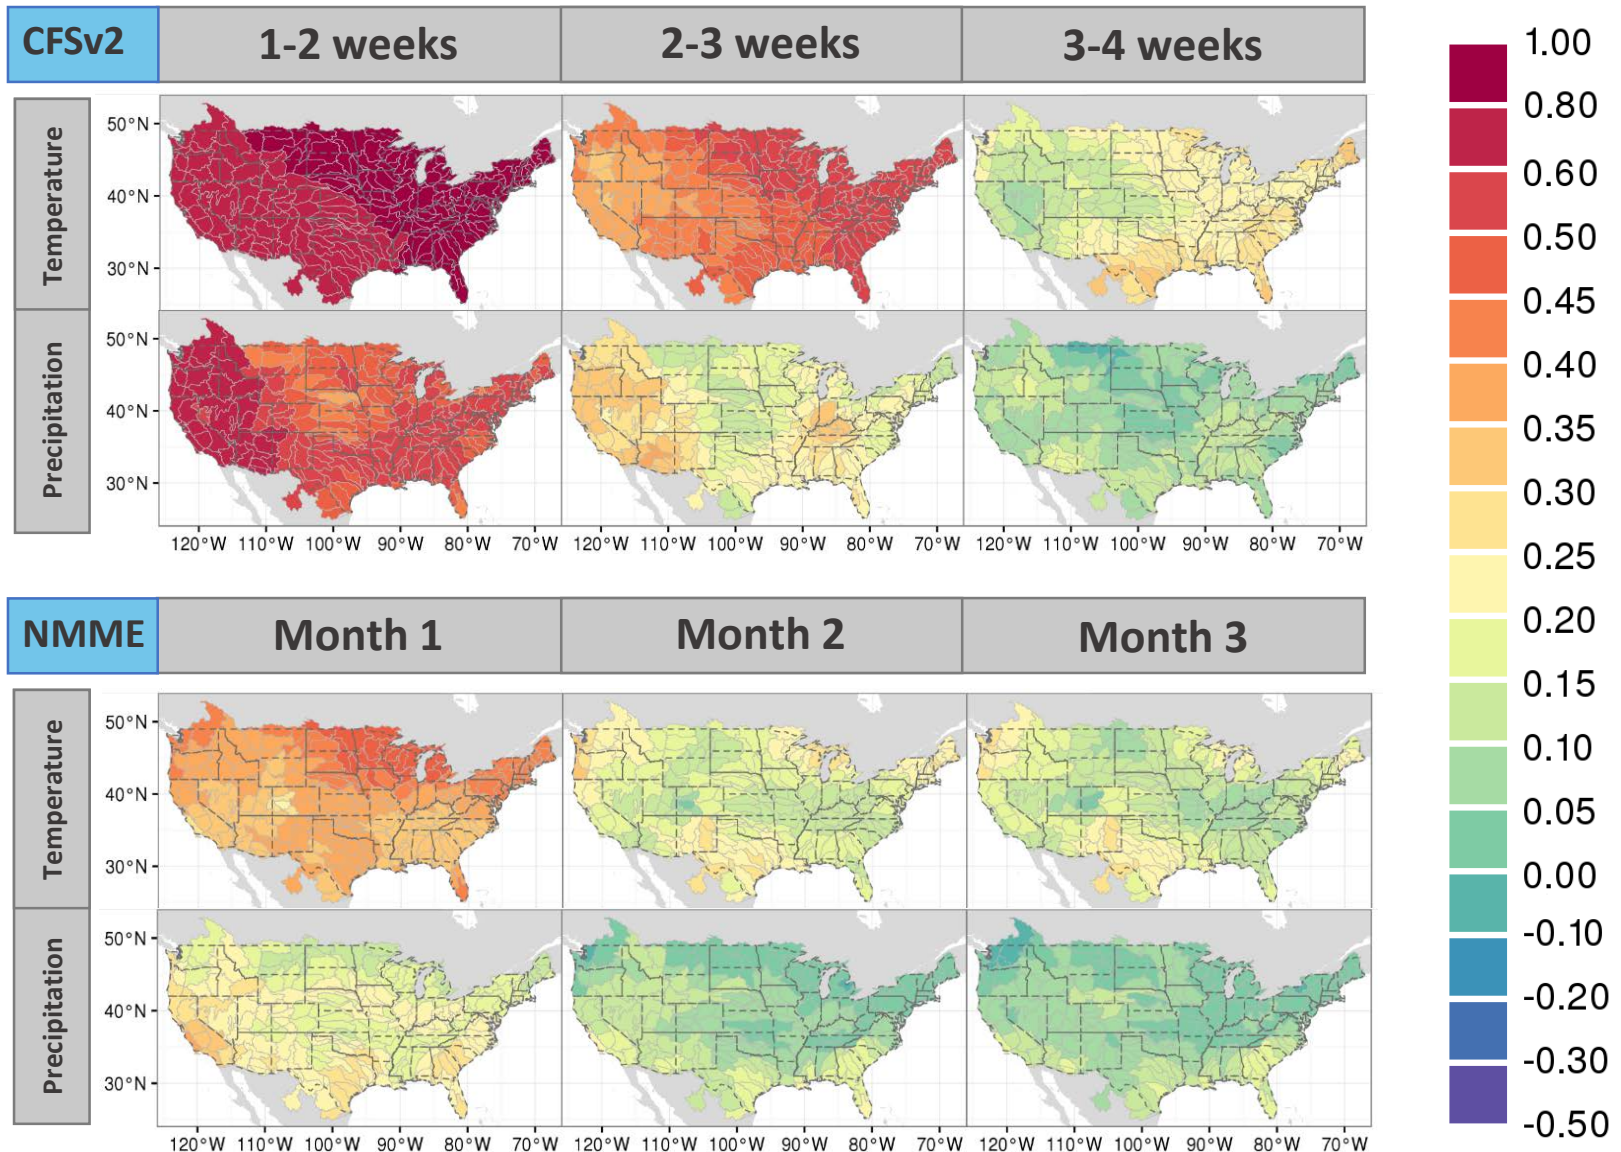 CFSv2 1-2 weeks 2-3 weeks 3-4 weeks
Temperature
50°N
40°N
30°N
Precipitation
50°N
40°N
30°N
120°W 110°W 100°W 90°W 80°W 70°W 120°W 110°W 100°W 90°W 80°W 70°W 120°W 110°W 100°W 90°W 80°W 70°W
NMME Month 1 Month 2 Month 3
Temperature
50°N
40°N
30°N
Precipitation
50°N
40°N
30°N
120°W 110°W 100°W 90°W 80°W 70°W 120°W 110°W 100°W 90°W 80°W 70°W 120°W 110°W 100°W 90°W 80°W 70°W
1.00
0.80
0.60
0.50
0.45
0.40
0.35
0.30
0.25
0.20
0.15
0.10
0.05
0.00
-0.10
-0.20
-0.30
-0.50